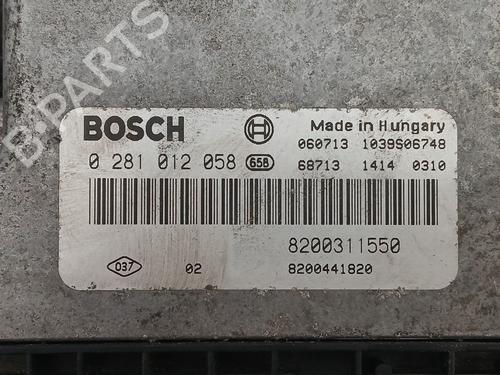 B-PARTS
BOSCH
Made in Hungary
060713 1039S06748
0 281 012 058 658
68713 1414 0310
8200311550
037 02 8200441820